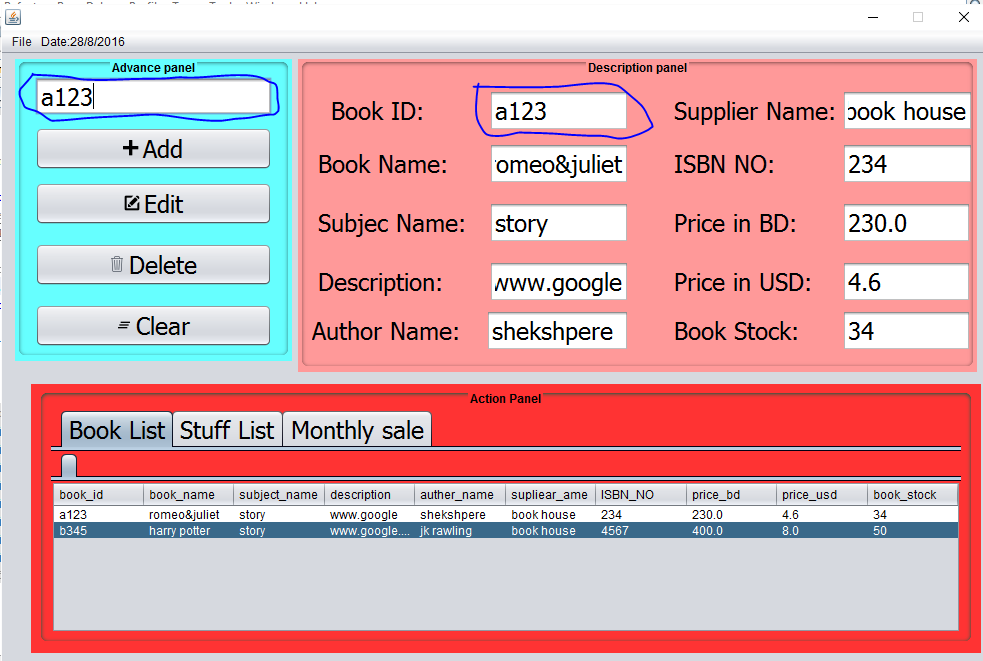 File Date:28/8/2016
Advance panel
a123
Add
Edit
Delete
Clear
Description panel
Book ID: a123 Supplier Name: book house
Book Name: romeo&juliet ISBN NO: 234
Subjec Name: story Price in BD: 230.0
Description: www.google Price in USD: 4.6
Author Name: shekshpere Book Stock: 34
Action Panel
Book List Stuff List Monthly sale
book_id book_name subject_name description auther_name supliear_ame ISBN_NO price_bd price_usd book_stock
a123 romeo&juliet story www.google shekshpere book house 234 230.0 4.6 34
b345 harry potter story www.google.... jk rawling book house 4567 400.0 8.0 50